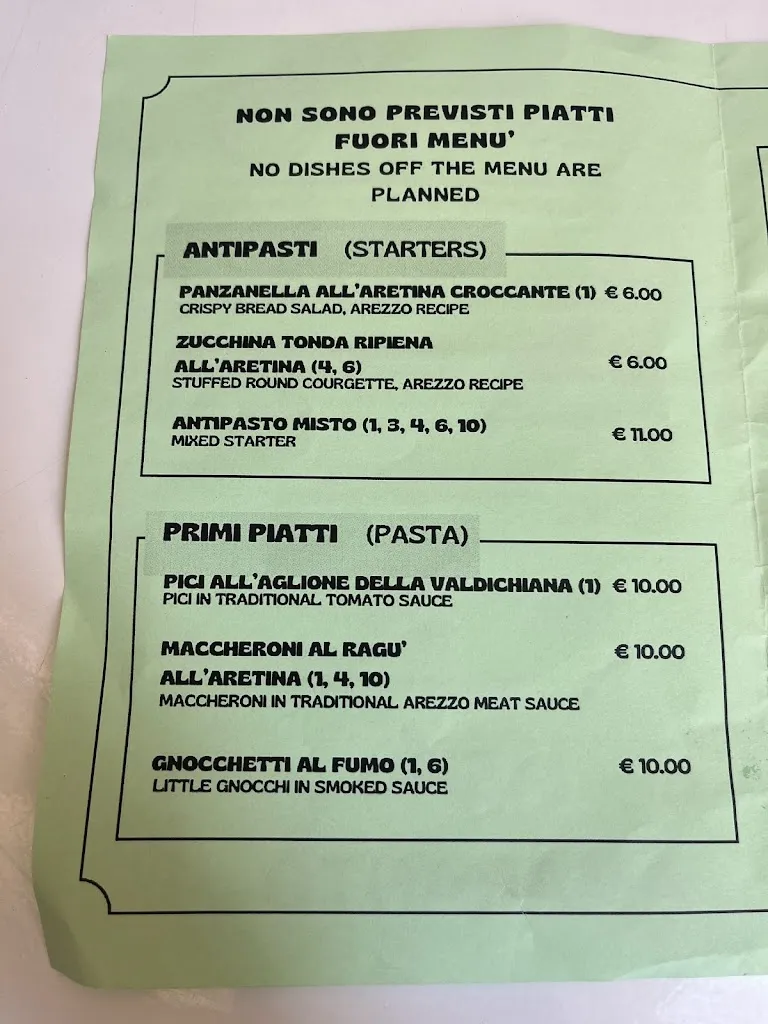 NON SONO PREVISTI PIATTI
FUORI MENU'
NO DISHES OFF THE MENU ARE
PLANNED
ANTIPASTI (STARTERS)
PANZANELLA ALL'ARETINA CROCCANTE (1) € 6.00
CRISPY BREAD SALAD, AREZZO RECIPE
ZUCCHINA TONDA RIPIENA
ALL'ARETINA (4, 6) € 6.00
STUFFED ROUND COURGETTE, AREZZO RECIPE
ANTIPASTO MISTO (1, 3, 4, 6, 10) € 11.00
MIXED STARTER
PRIMI PIATTI (PASTA)
PICI ALL'AGLIONE DELLA VALDICHIANA (1) € 10.00
PICI IN TRADITIONAL TOMATO SAUCE
MACCHERONI AL RAGU' € 10.00
ALL'ARETINA (1, 4, 10)
MACCHERONI IN TRADITIONAL AREZZO MEAT SAUCE
GNOCCHETTI AL FUMO (1, 6) € 10.00
LITTLE GNOCCHI IN SMOKED SAUCE